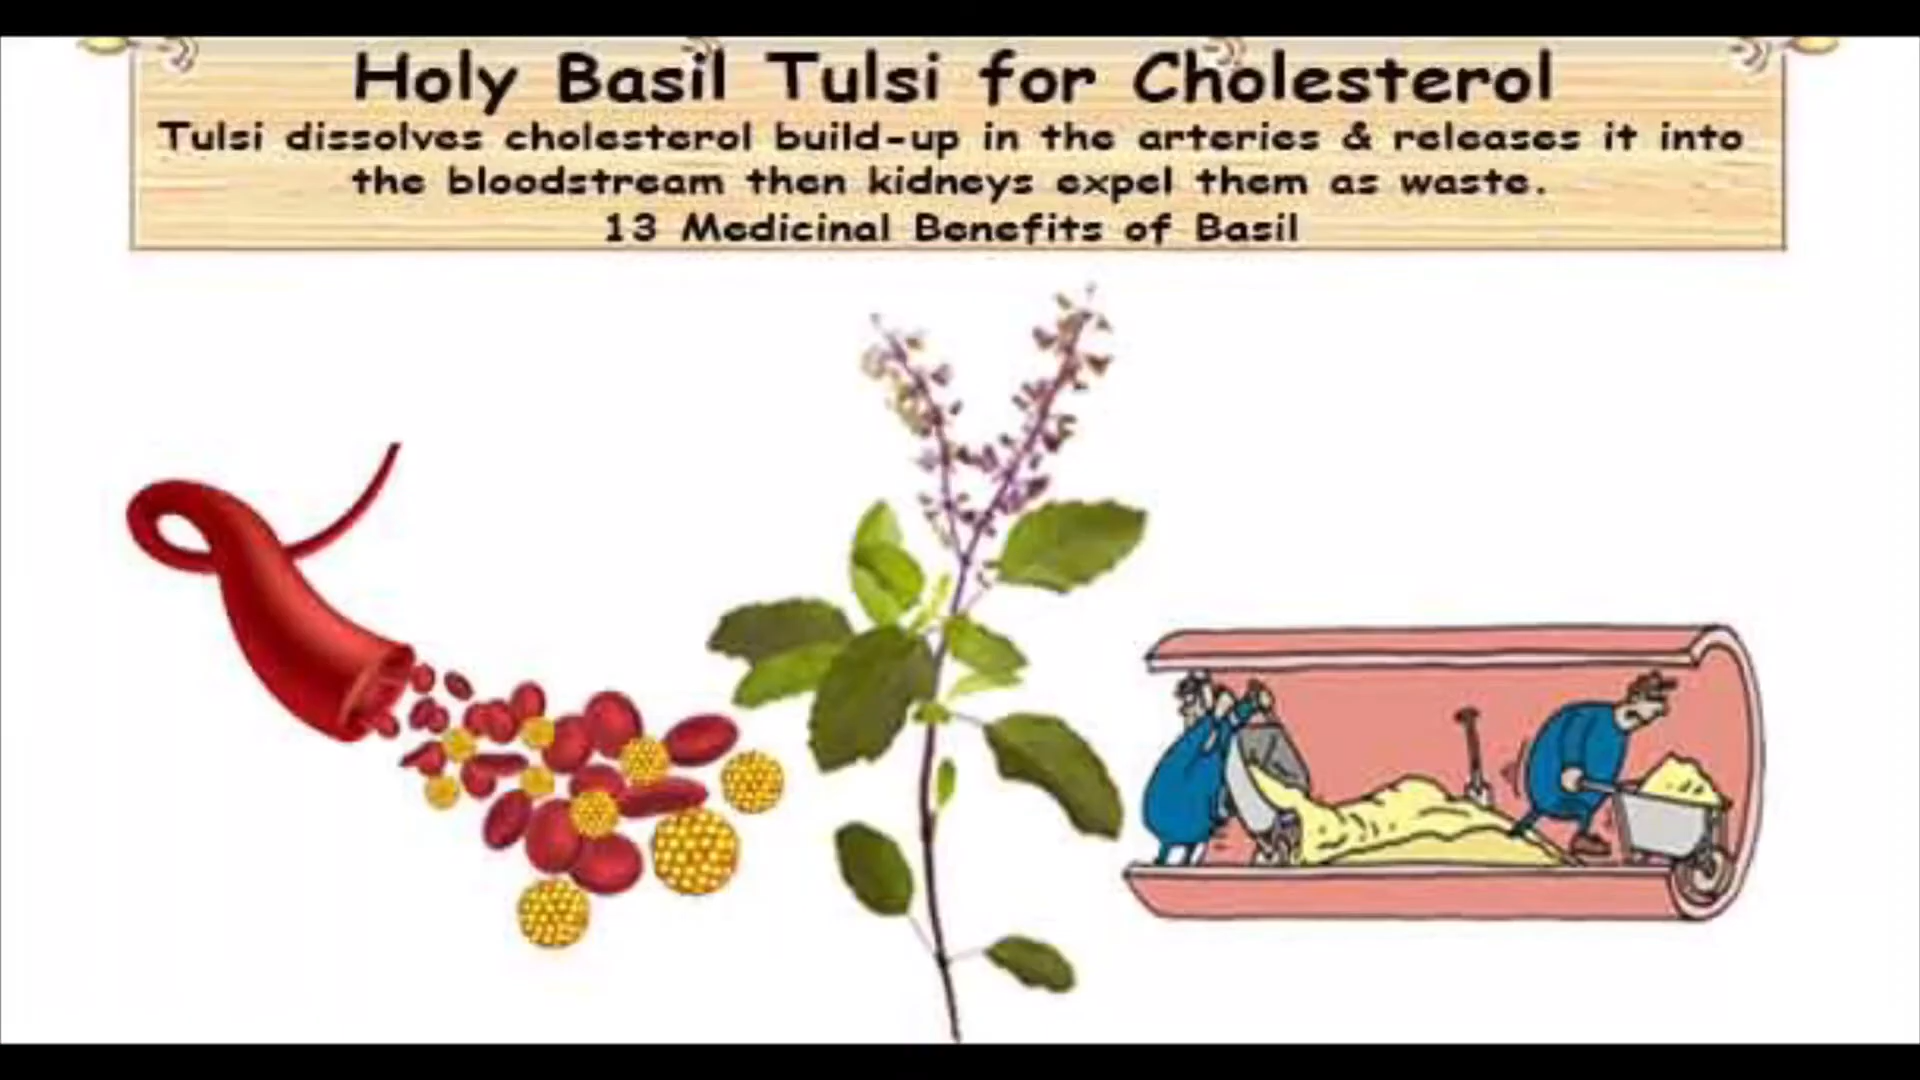 Holy Basil Tulsi for Cholesterol
Tulsi dissolves cholesterol build-up in the arteries & releases it into
the bloodstream then kidneys expel them as waste.
13 Medicinal Benefits of Basil